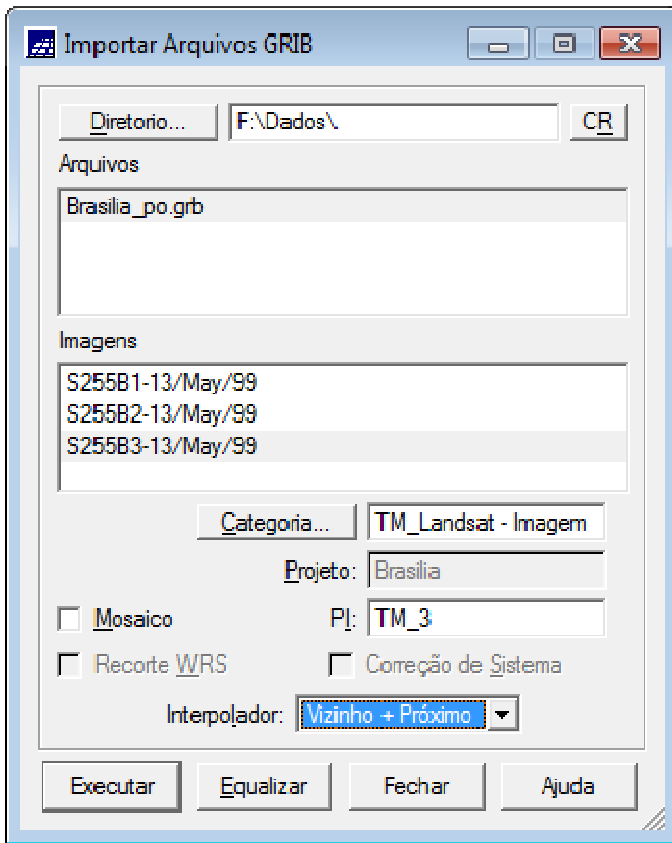 Importar Arquivos GRIB
Diretorio... F:\Dados\.  CR
Arquivos
Brasilia_po.grb
Imagens
S255B1-13/May/99
S255B2-13/May/99
S255B3-13/May/99
Categoria... TM_Landsat - Imagem
Projeto: Brasilia
Mosaico PI: TM_3
Recorte WRS Correção de Sistema
Interpolador: Vizinho + Próximo
Executar Equalizar Fechar Ajuda